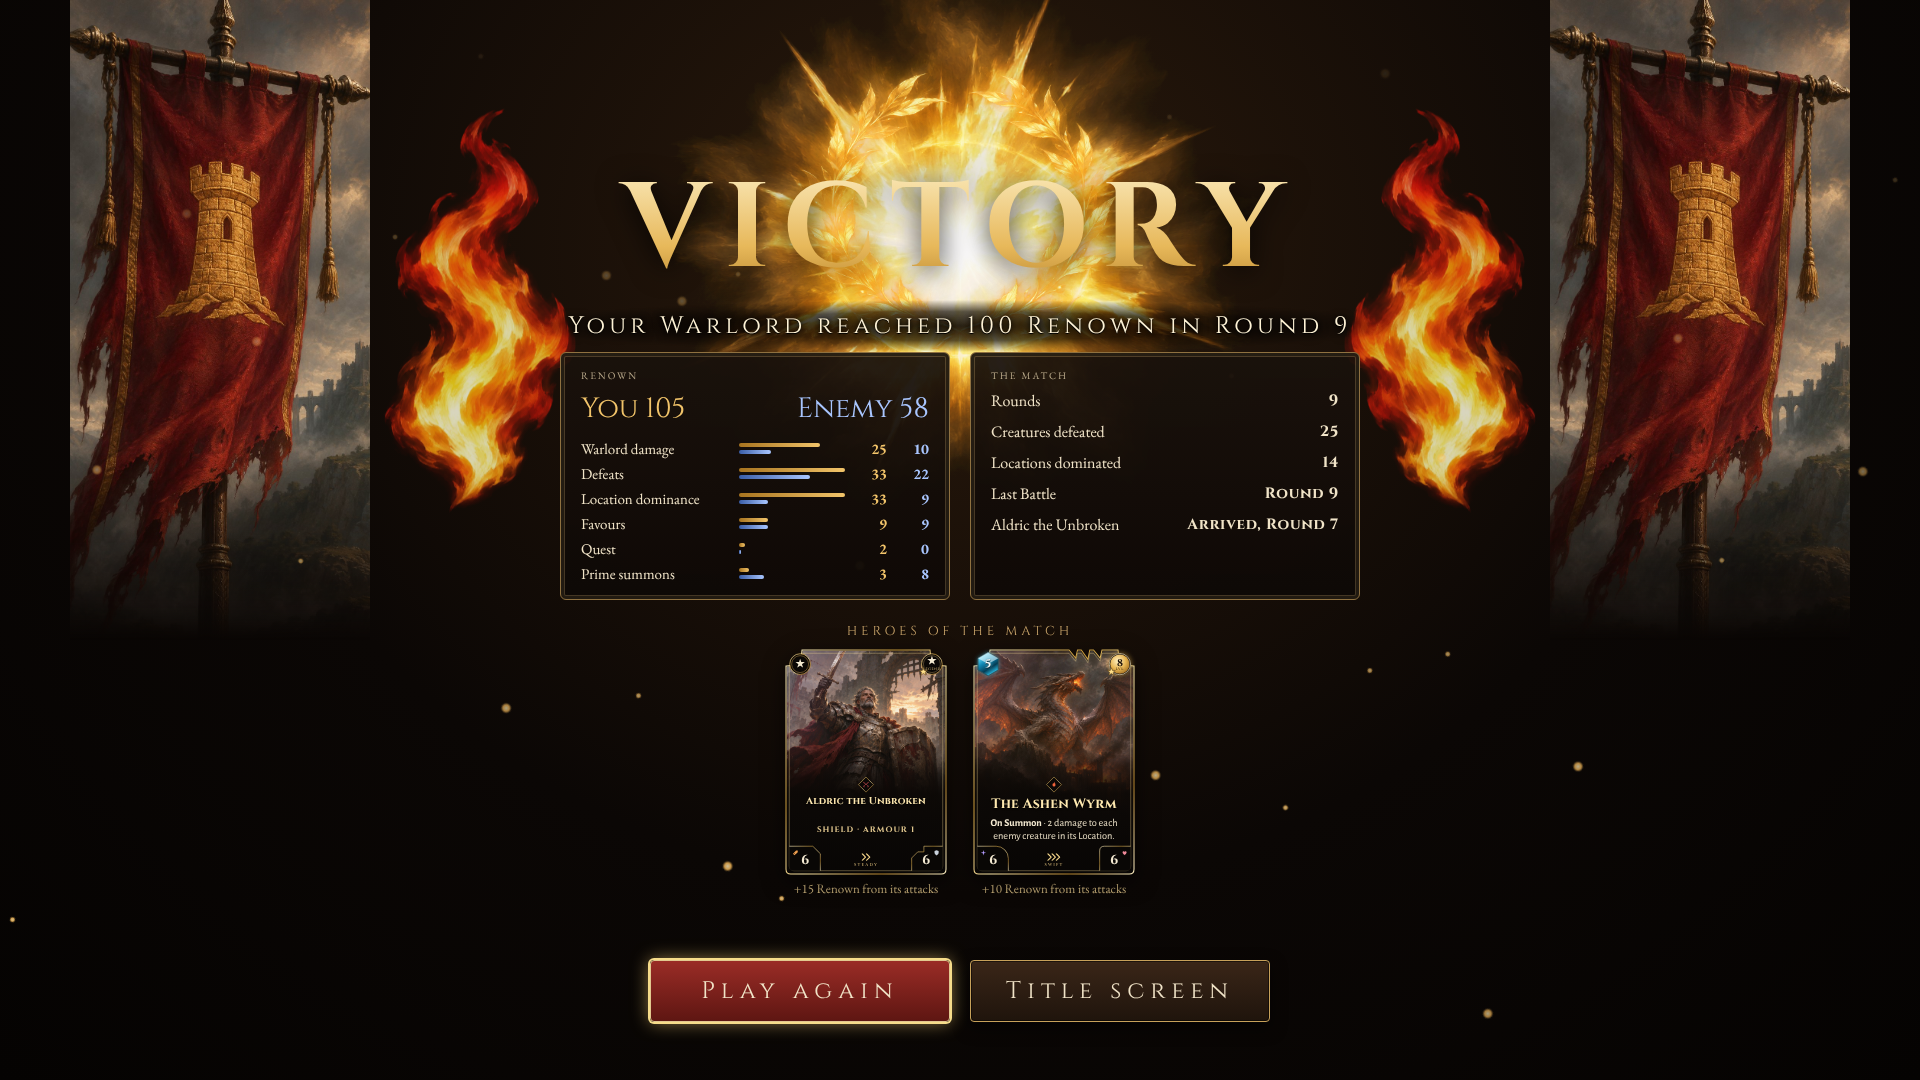 VICTORY
Your Warlord reached 100 Renown in Round 9
RENOWN
You 105 Enemy 58
Warlord damage 25 10
Defeats 33 22
Location dominance 33 9
Favours 9 9
Quest 2 0
Prime summons 3 8
THE MATCH
Rounds 9
Creatures defeated 25
Locations dominated 14
Last Battle Round 9
Aldric the Unbroken Arrived, Round 7
HEROES OF THE MATCH
Aldric the Unbroken
SHIELD · ARMOUR 1
6 STEADY 6
+15 Renown from its attacks
5 8
The Ashen Wyrm
On Summon · 2 damage to each
enemy creature in its Location.
6 SWIFT 6
+10 Renown from its attacks
Play again
Title screen